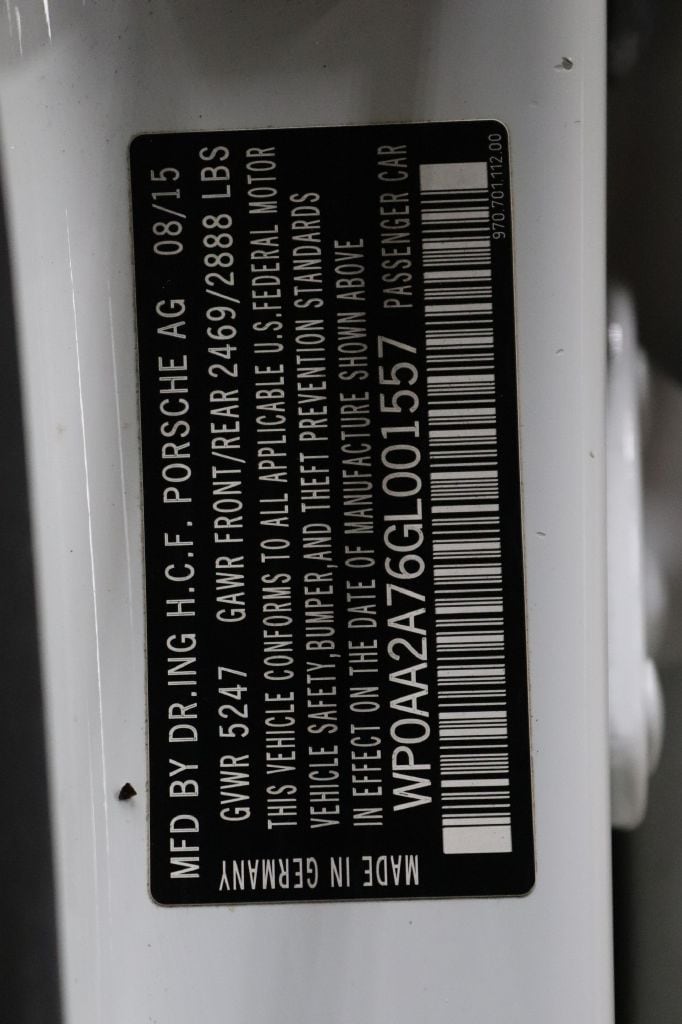 MFD BY DR.ING H.C.F. PORSCHE AG 08/15
GVWR 5247 GAWR FRONT/REAR 2469/2888 LBS
THIS VEHICLE CONFORMS TO ALL APPLICABLE U.S.FEDERAL MOTOR
VEHICLE SAFETY,BUMPER,AND THEFT PREVENTION STANDARDS
IN EFFECT ON THE DATE OF MANUFACTURE SHOWN ABOVE
WP0AA2A76GL001557 PASSENGER CAR
970.701.112.00
MADE IN GERMANY